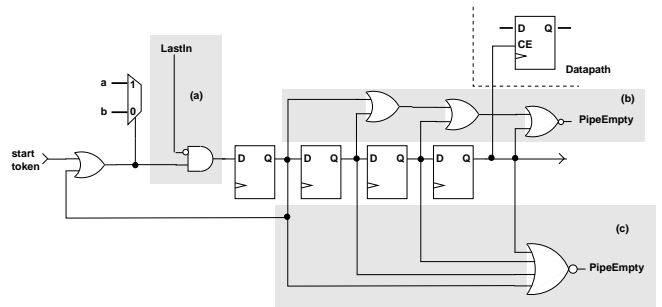 D Q
CE
Datapath
LastIn
a 1
(a)
b 0
(b)
PipeEmpty
start
token
D Q
D Q
D Q
D Q
(c)
PipeEmpty